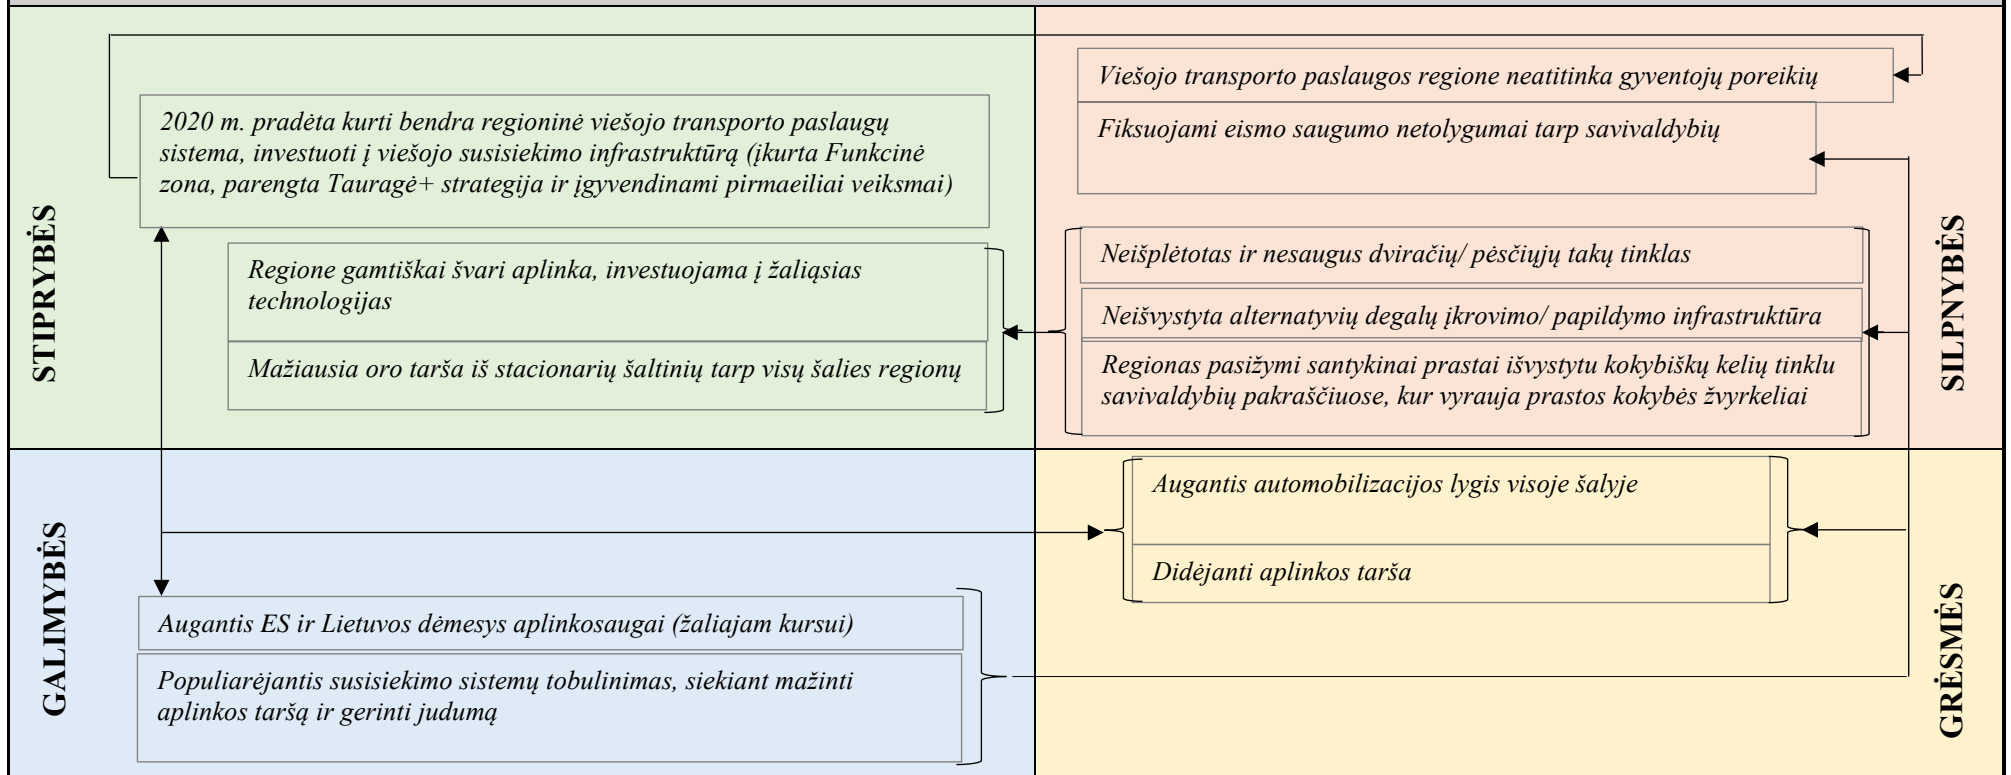 STIPRYBĖS
2020 m. pradėta kurti bendra regioninė viešojo transporto paslaugų
sistema, investuoti į viešojo susisiekimo infrastruktūrą (įkurta Funkcinė
zona, parengta Tauragė+ strategija ir įgyvendinami pirmaeiliai veiksmai)
Regione gamtiškai švari aplinka, investuojama į žaliąsias
technologijas
Mažiausia oro tarša iš stacionarių šaltinių tarp visų šalies regionų
SILPNYBĖS
Viešojo transporto paslaugos regione neatitinka gyventojų poreikių
Fiksuojami eismo saugumo netolygumai tarp savivaldybių
Neišplėtotas ir nesaugus dviračių/ pėsčiųjų takų tinklas
Neišvystyta alternatyvių degalų įkrovimo/ papildymo infrastruktūra
Regionas pasižymi santykinai prastai išvystytu kokybiškų kelių tinklu
savivaldybių pakraščiuose, kur vyrauja prastos kokybės žvyrkeliai
GALIMYBĖS
Augantis ES ir Lietuvos dėmesys aplinkosaugai (žaliajam kursui)
Populiarėjantis susisiekimo sistemų tobulinimas, siekiant mažinti
aplinkos taršą ir gerinti judumą
GRĖSMĖS
Augantis automobilizacijos lygis visoje šalyje
Didėjanti aplinkos tarša